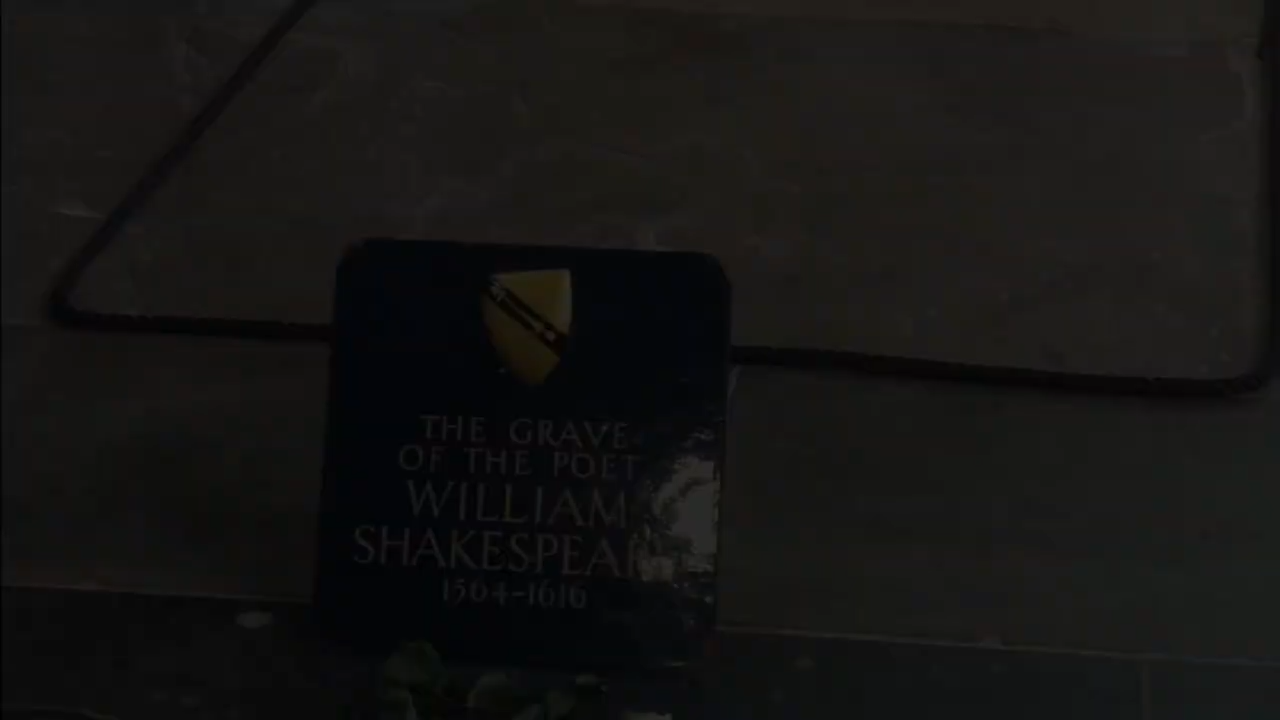 THE GRAVE
OF THE POET
WILLIAM
SHAKESPEAR
1564-1616